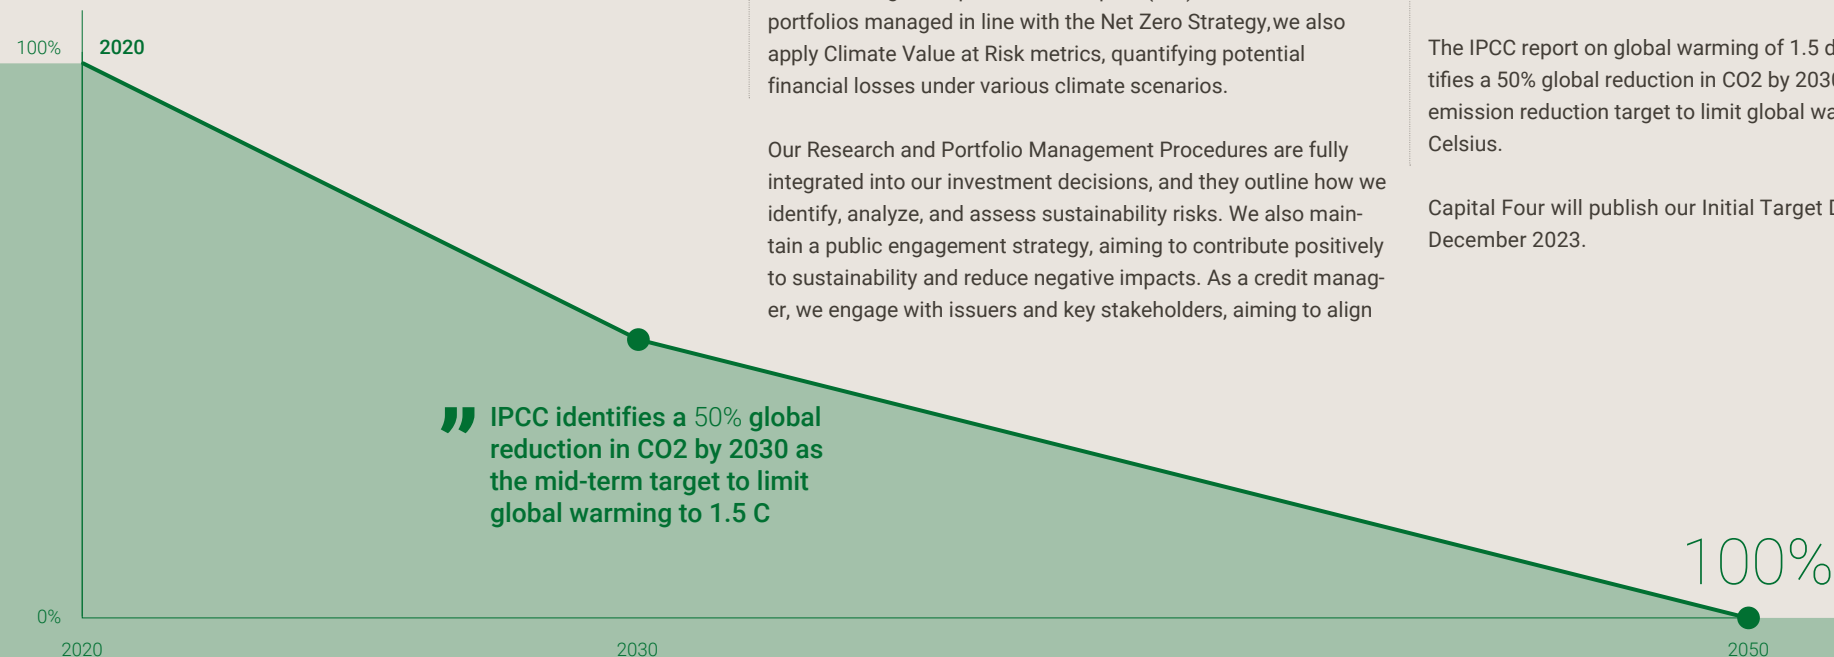 portfolios managed in line with the Net Zero Strategy, we also
apply Climate Value at Risk metrics, quantifying potential
financial losses under various climate scenarios.
Our Research and Portfolio Management Procedures are fully
integrated into our investment decisions, and they outline how we
identify, analyze, and assess sustainability risks. We also main-
tain a public engagement strategy, aiming to contribute positively
to sustainability and reduce negative impacts. As a credit manag-
er, we engage with issuers and key stakeholders, aiming to align
The IPCC report on global warming of 1.5
tifies a 50% global reduction in CO2 by 2030
emission reduction target to limit global
Celsius.
Capital Four will publish our Initial Target
December 2023.
100%
2020
” IPCC identifies a 50% global
reduction in CO2 by 2030 as
the mid-term target to limit
global warming to 1.5 C
100%
0%
2020
2030
2050